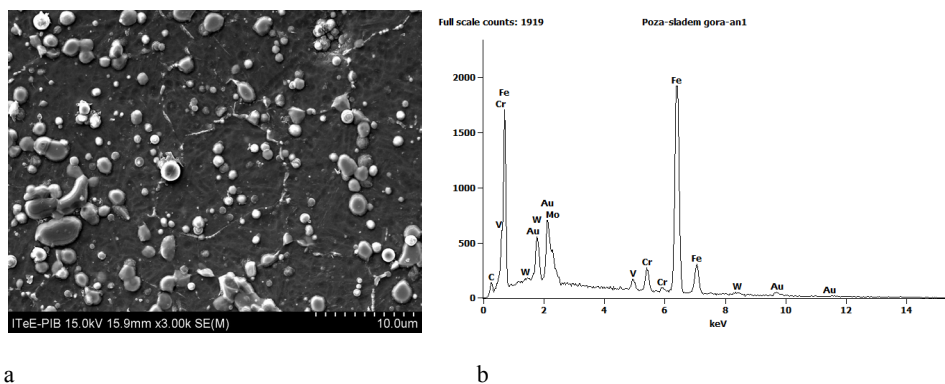 Full scale counts: 1919 Poza-sladem gora-an1
2000
1500
1000
500
0
Fe
Cr
V
C
W
W
Au
Au
Mo
V
Cr
Cr
Fe
Fe
W
Au
Au
0 2 4 6 8 10 12 14
keV
ITeE-PIB 15.0kV 15.9mm x3.00k SE(M) 10.0um
a b